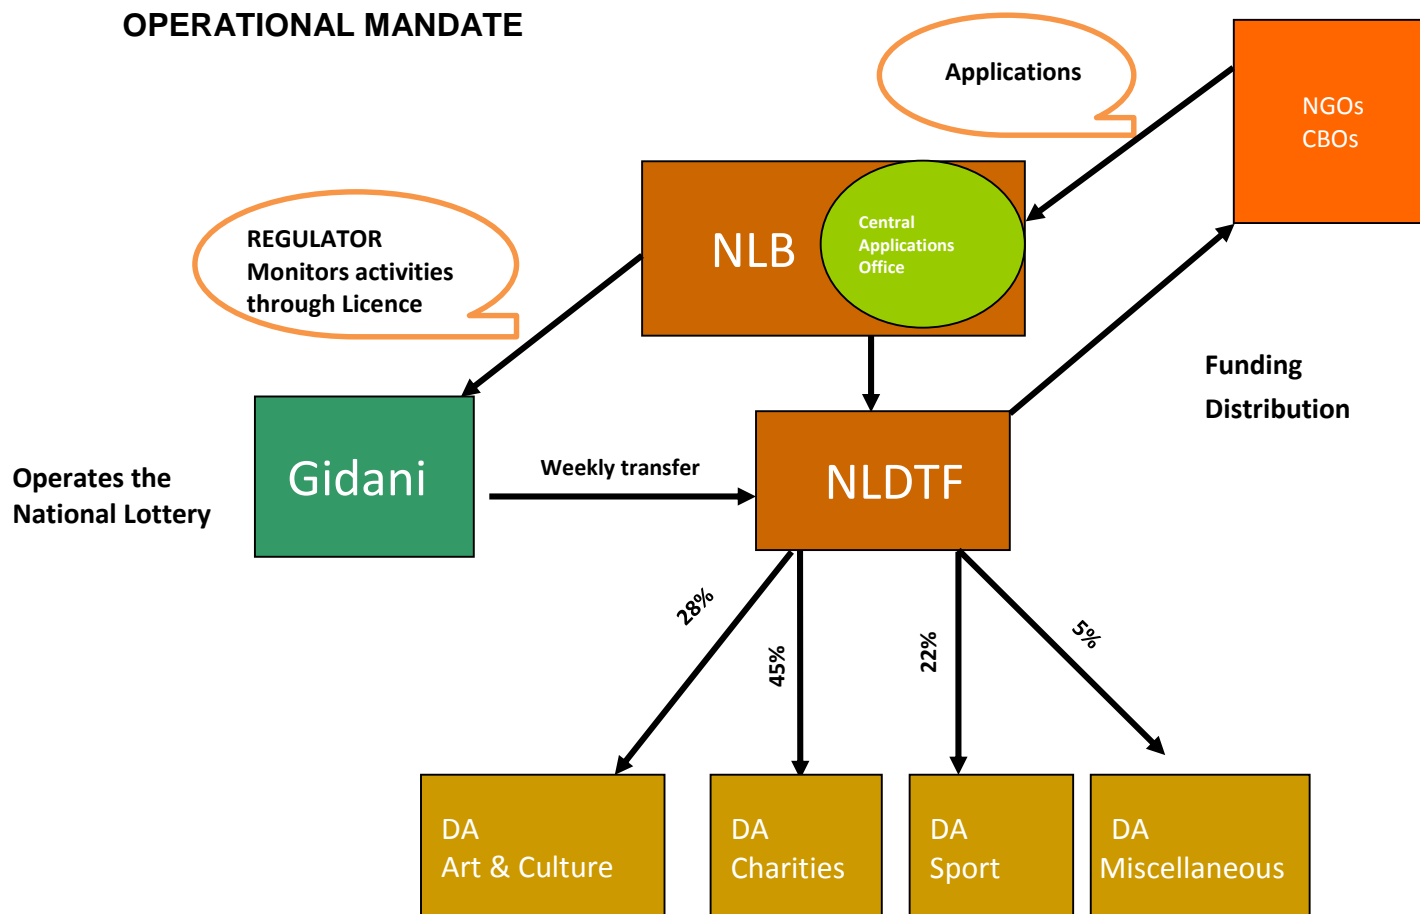 OPERATIONAL MANDATE
Applications
NGOs
CBOs
REGULATOR
Monitors activities
through Licence
NLB
Central
Applications
Office
Funding
Distribution
Operates the
National Lottery
Gidani
Weekly transfer
NLDTF
28%
45%
22%
5%
DA
Art & Culture
DA
Charities
DA
Sport
DA
Miscellaneous